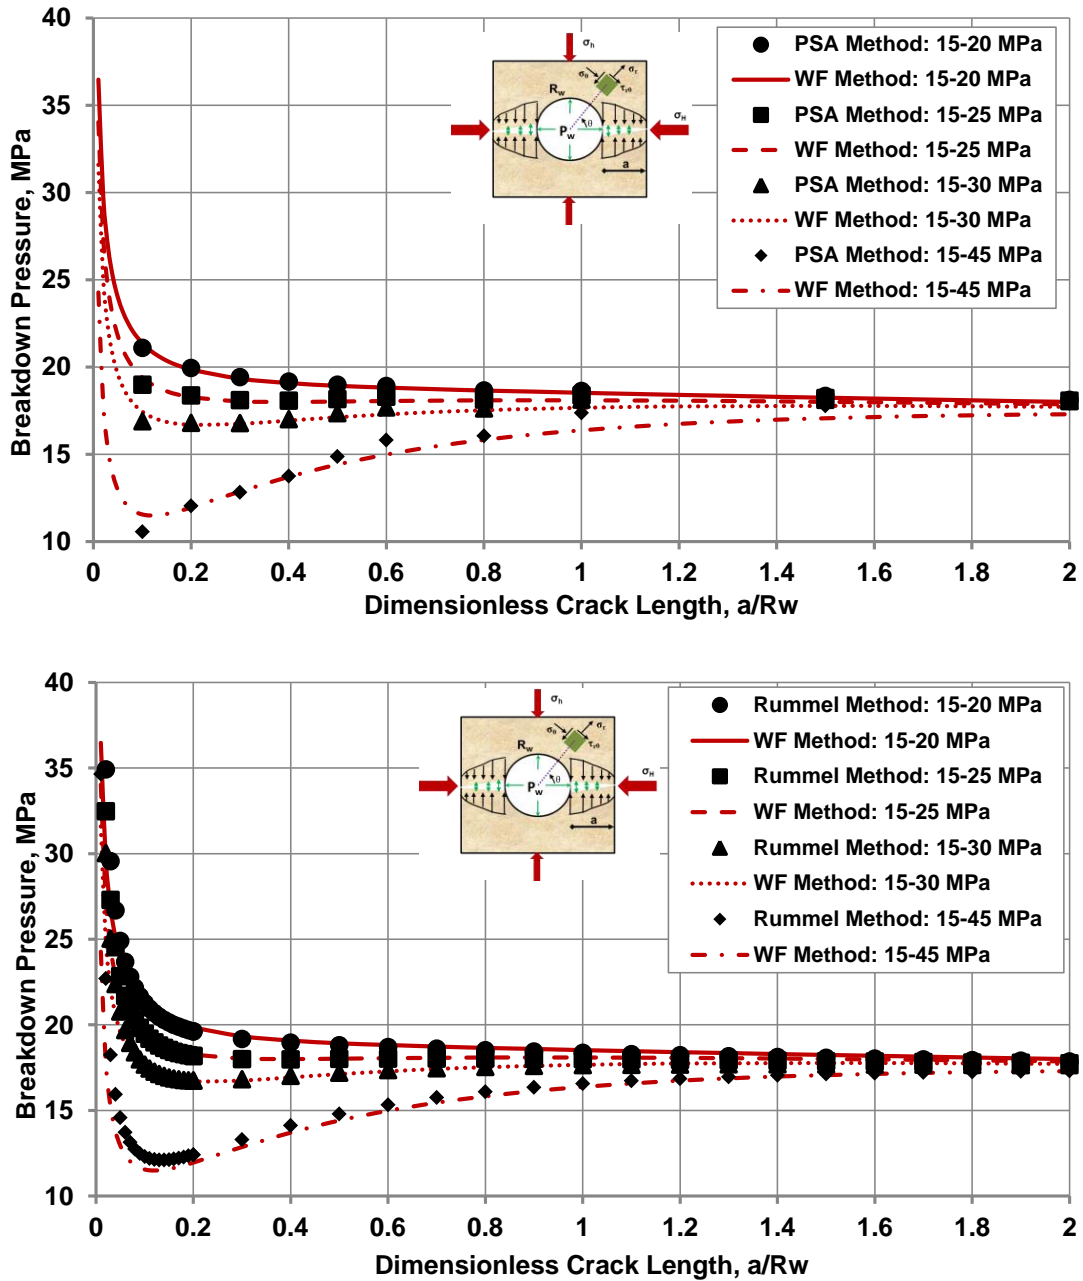 40
35
30
25
20
15
10
Breakdown Pressure, MPa
0
0.2
0.4
0.6
0.8
1
1.2
1.4
1.6
1.8
2
Dimensionless Crack Length, a/Rw
σh
σθ
σr
τrθ
Rw
Pw
θ
σH
a
PSA Method: 15-20 MPa
WF Method: 15-20 MPa
PSA Method: 15-25 MPa
WF Method: 15-25 MPa
PSA Method: 15-30 MPa
WF Method: 15-30 MPa
PSA Method: 15-45 MPa
WF Method: 15-45 MPa
40
35
30
25
20
15
10
Breakdown Pressure, MPa
0
0.2
0.4
0.6
0.8
1
1.2
1.4
1.6
1.8
2
Dimensionless Crack Length, a/Rw
σh
σθ
σr
τrθ
Rw
Pw
θ
σH
a
Rummel Method: 15-20 MPa
WF Method: 15-20 MPa
Rummel Method: 15-25 MPa
WF Method: 15-25 MPa
Rummel Method: 15-30 MPa
WF Method: 15-30 MPa
Rummel Method: 15-45 MPa
WF Method: 15-45 MPa